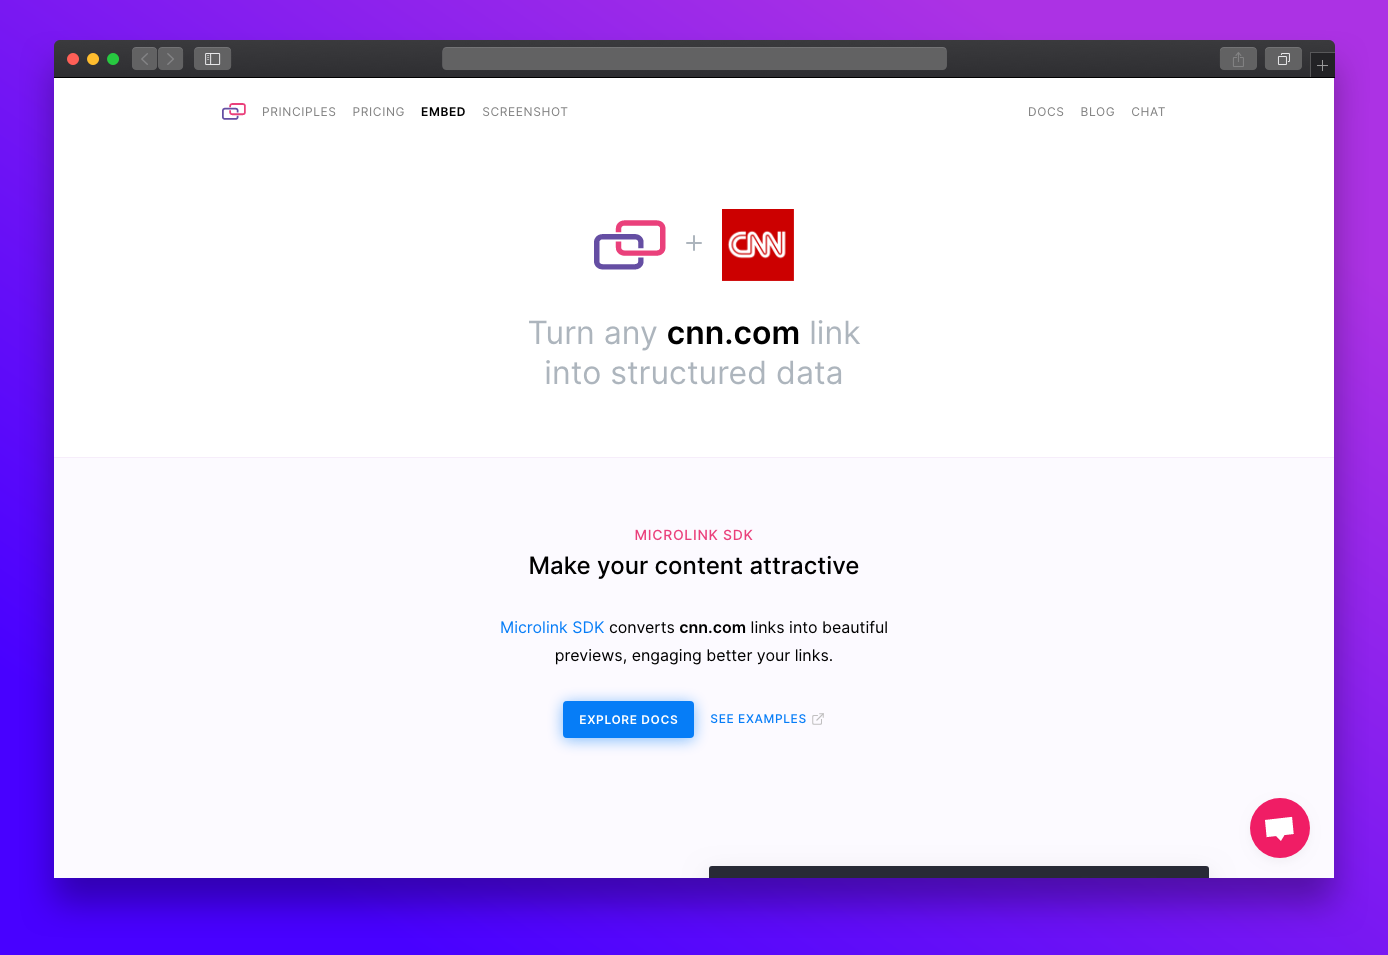 PRINCIPLES PRICING EMBED SCREENSHOT DOCS BLOG CHAT
+ CNN
Turn any cnn.com link
into structured data
MICROLINK SDK
Make your content attractive
Microlink SDK converts cnn.com links into beautiful
previews, engaging better your links.
EXPLORE DOCS SEE EXAMPLES